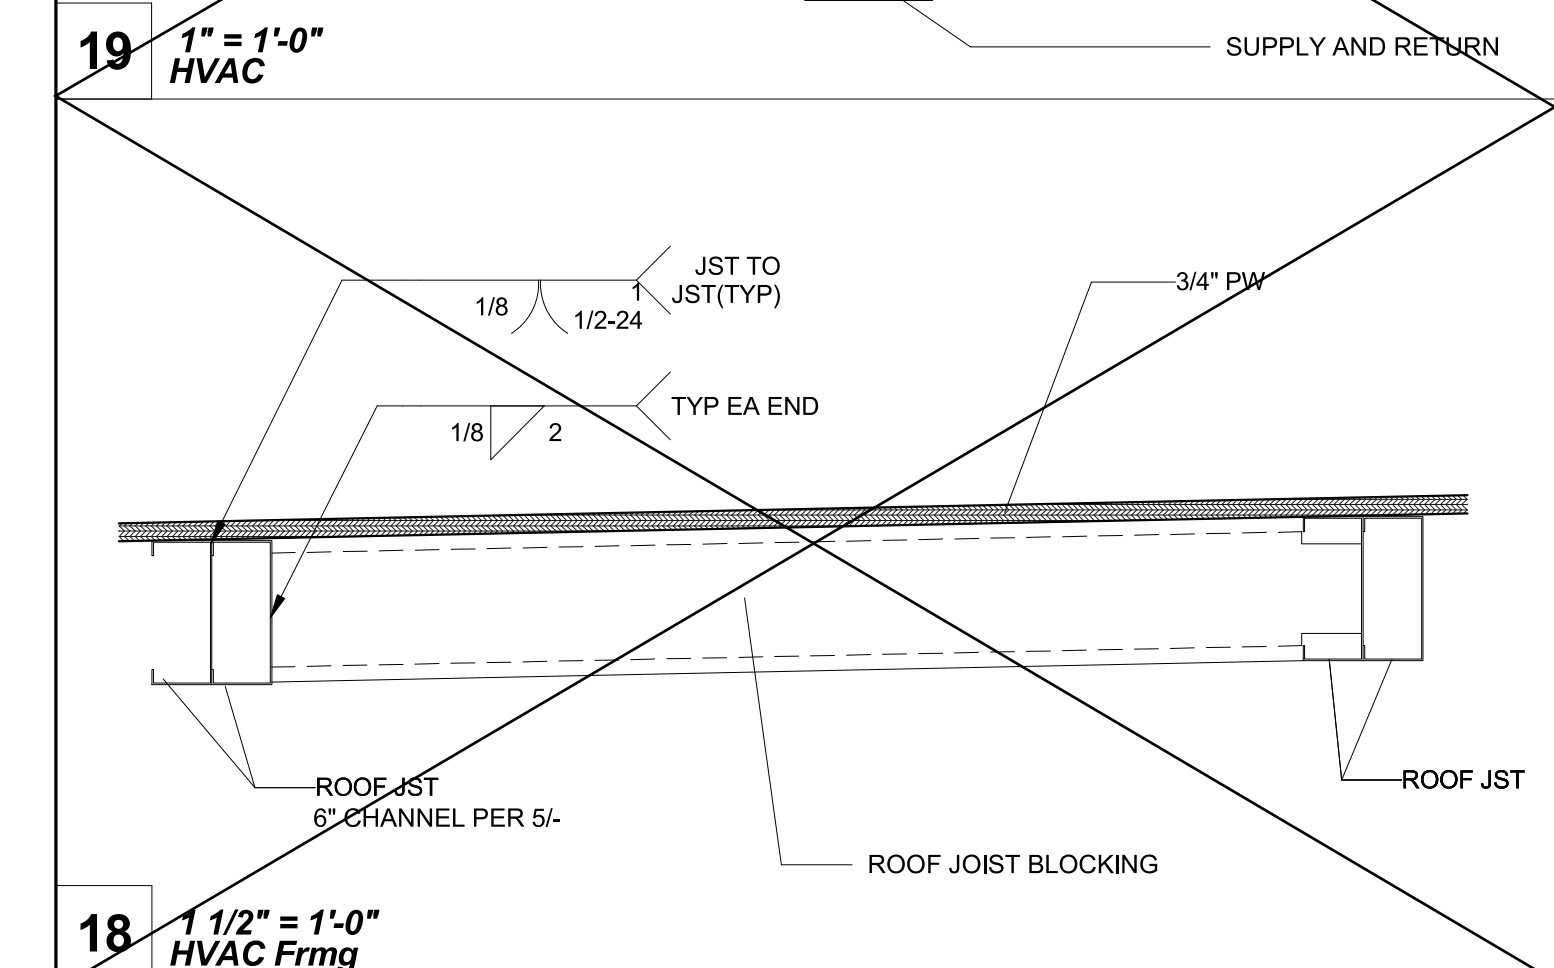 19
1" = 1'-0"
HVAC
SUPPLY AND RETURN
JST TO
JST(TYP)
1/8
1
1/2-24
3/4" PW
TYP EA END
1/8
2
ROOF JST
6" CHANNEL PER 5/-
ROOF JST
ROOF JOIST BLOCKING
18
1 1/2" = 1'-0"
HVAC Frmg